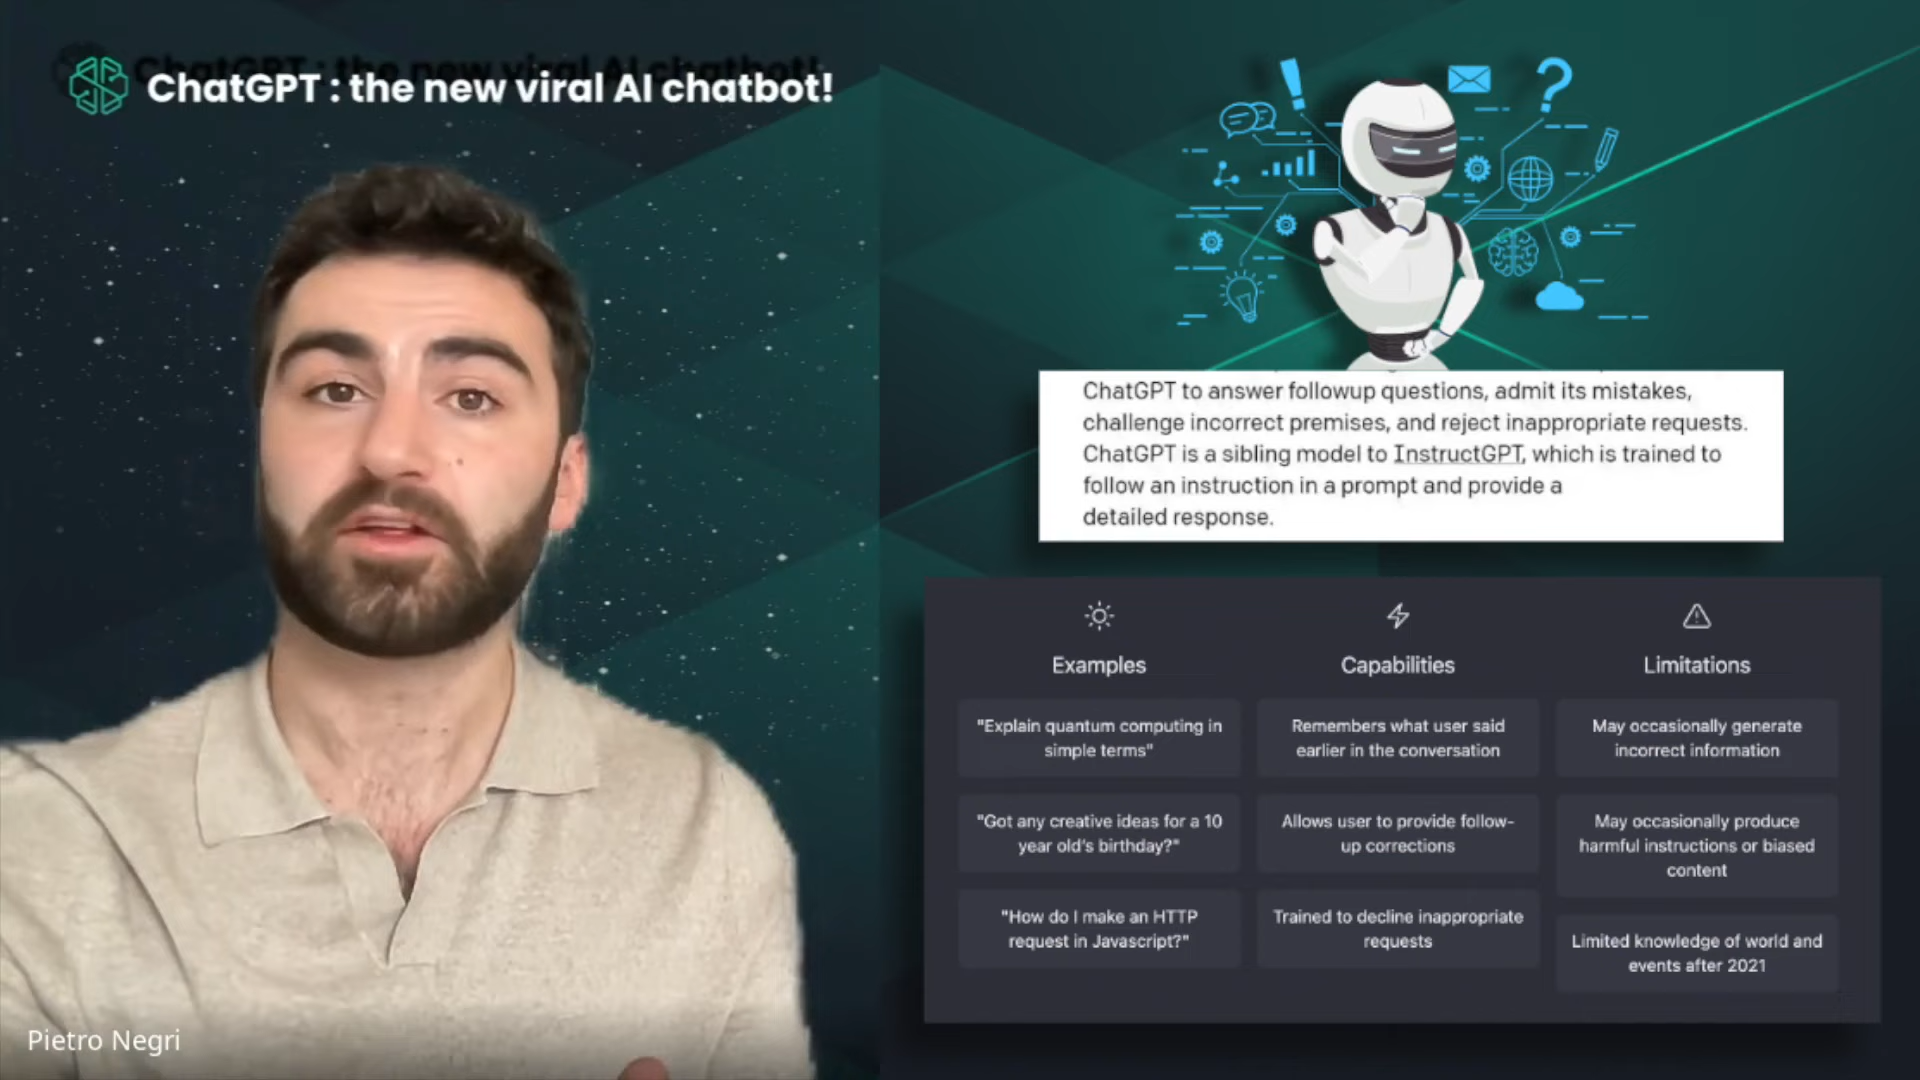 ChatGPT : the new viral AI chatbot!
ChatGPT to answer followup questions, admit its mistakes,
challenge incorrect premises, and reject inappropriate requests.
ChatGPT is a sibling model to InstructGPT, which is trained to
follow an instruction in a prompt and provide a
detailed response.
Examples
"Explain quantum computing in
simple terms"
"Got any creative ideas for a 10
year old's birthday?"
"How do I make an HTTP
request in Javascript?"
Capabilities
Remembers what user said
earlier in the conversation
Allows user to provide follow-
up corrections
Trained to decline inappropriate
requests
Limitations
May occasionally generate
incorrect information
May occasionally produce
harmful instructions or biased
content
Limited knowledge of world and
events after 2021
Pietro Negri